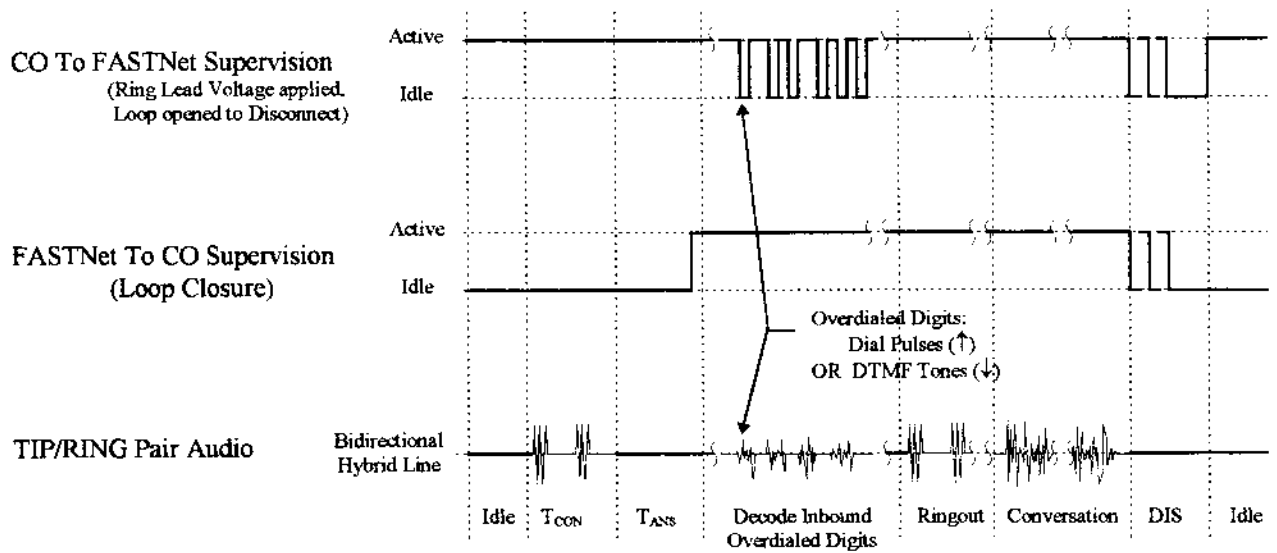 Active
CO To FASTNet Supervision
(Ring Lead Voltage applied,
Loop opened to Disconnect)
Idle
Active
FASTNet To CO Supervision
(Loop Closure)
Idle
Overdialed Digits:
Dial Pulses (↑)
OR DTMF Tones (↓)
TIP/RING Pair Audio
Bidirectional
Hybrid Line
Idle TCON TANS Decode Inbound Ringout Conversation DIS Idle
Overdialed Digits